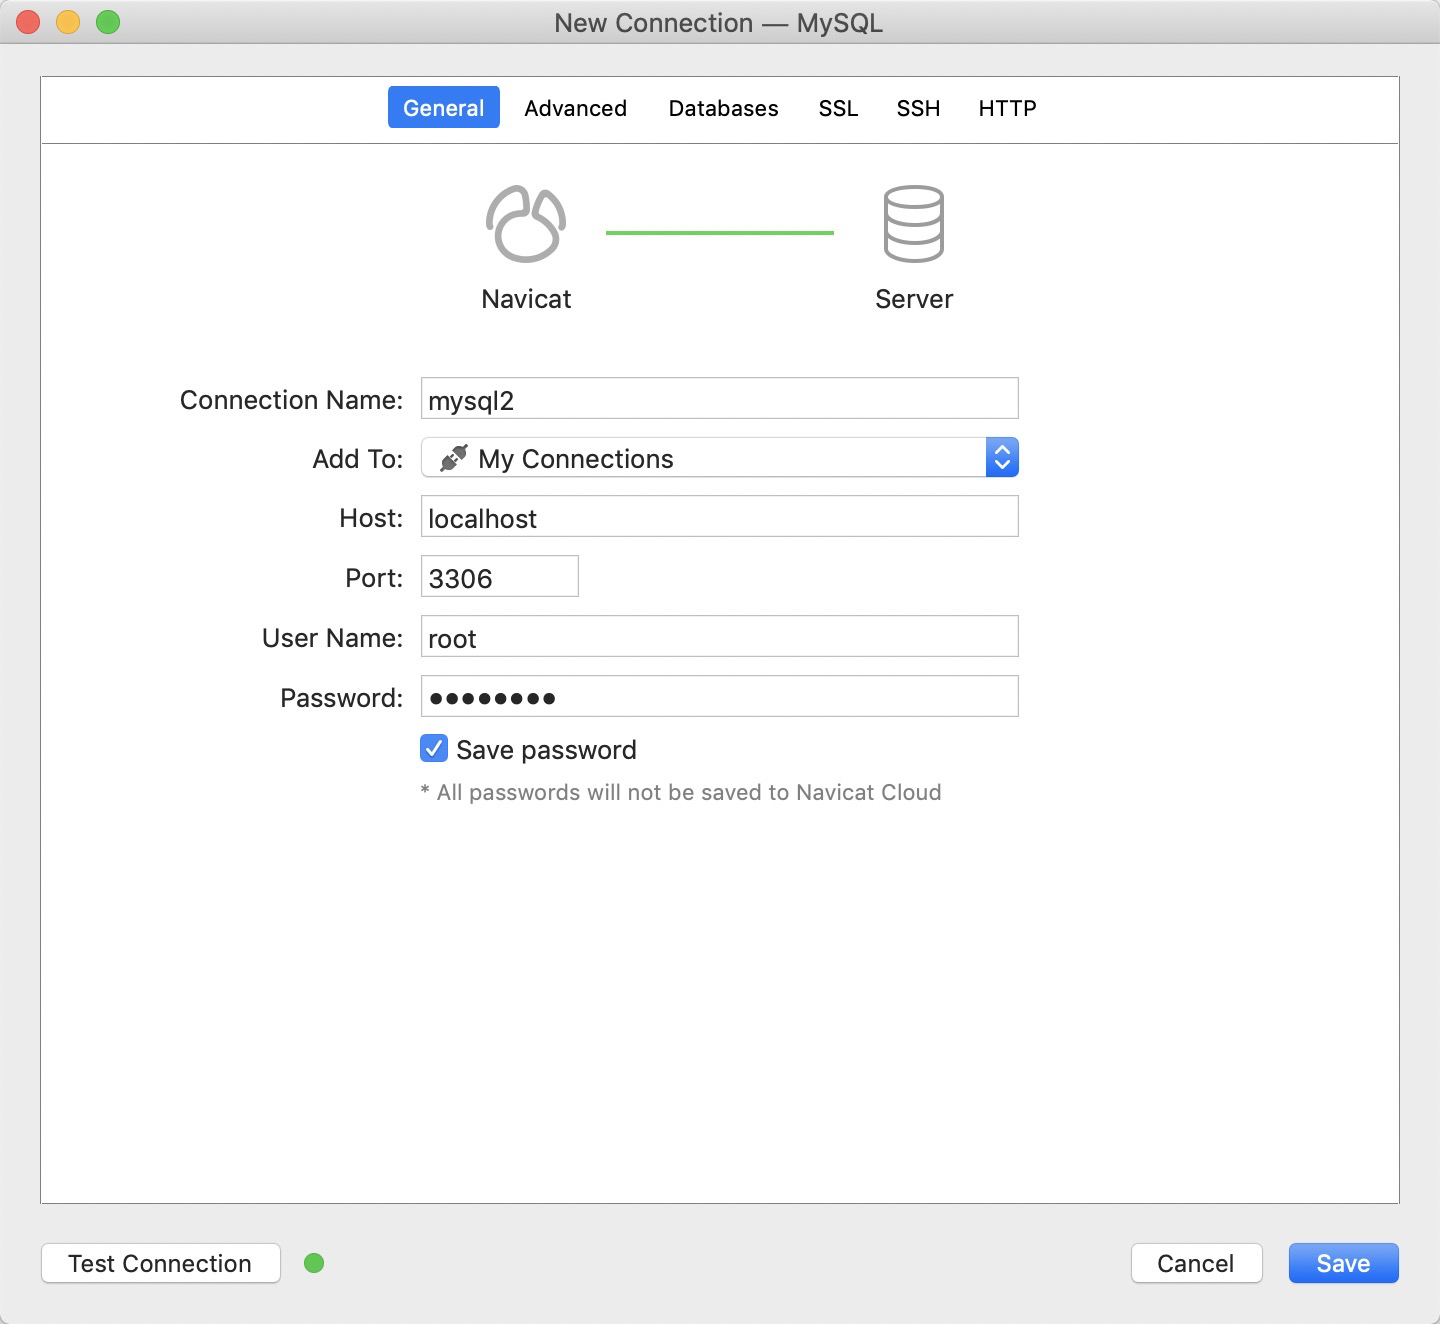 New Connection — MySQL
General Advanced Databases SSL SSH HTTP
Navicat Server
Connection Name: mysql2
Add To: My Connections
Host: localhost
Port: 3306
User Name: root
Password: ●●●●●●●●
Save password
* All passwords will not be saved to Navicat Cloud
Test Connection Cancel Save